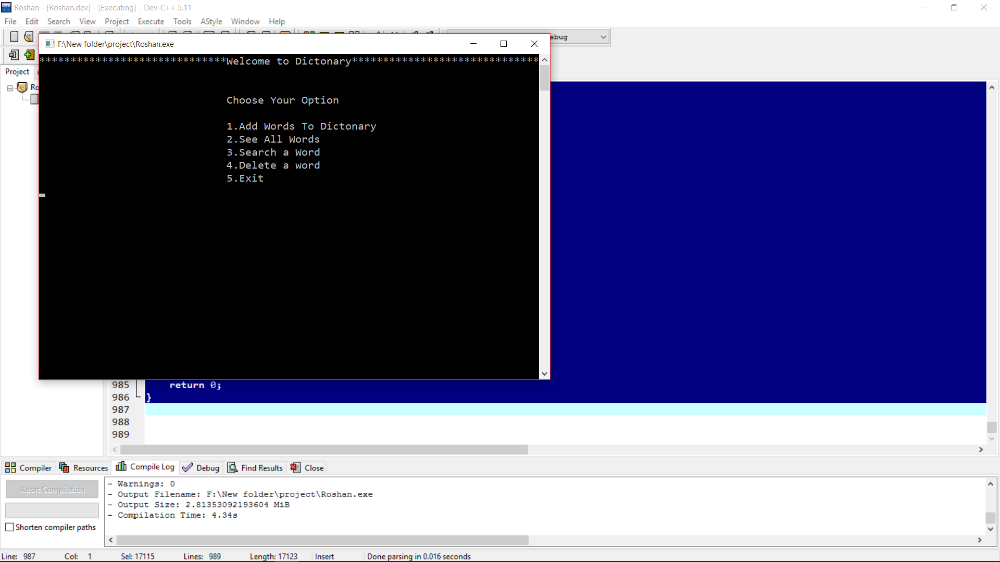 Roshan - [Roshan.dev] - [Executing] - Dev-C++ 5.11
File Edit Search View Project Execute Tools AStyle Window Help
ebug
F:\New folder\project\Roshan.exe
******************************Welcome to Dictonary******************************
Project
Ro
Choose Your Option
1.Add Words To Dictonary
2.See All Words
3.Search a Word
4.Delete a word
5.Exit
985 return 0;
986 }
987
988
989
Compiler Resources Compile Log Debug Find Results Close
Abort Compilation
Shorten compiler paths
- Warnings: 0
- Output Filename: F:\New folder\project\Roshan.exe
- Output Size: 2.81353092193604 MiB
- Compilation Time: 4.34s
Line: 987 Col: 1 Sel: 17115 Lines: 989 Length: 17123 Insert Done parsing in 0.016 seconds